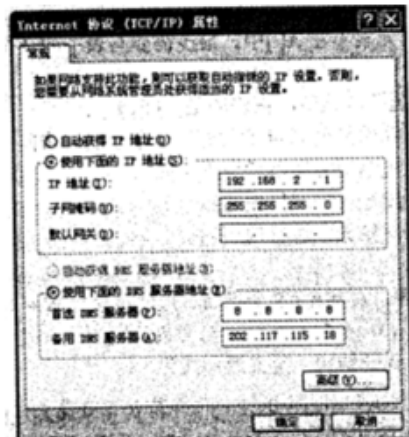 Internet 协议 (TCP/IP) 属性
常规
如果网络支持此功能，则可以获取自动指派的 IP 设置。否则，
您需要从网络系统管理员处获得适当的 IP 设置。
自动获得 IP 地址(O)
使用下面的 IP 地址(S):
IP 地址(I): 192 .168 . 2 . 1
子网掩码(U): 255 .255 .255 . 0
默认网关(D): . . .
自动获得 DNS 服务器地址(B)
使用下面的 DNS 服务器地址(E):
首选 DNS 服务器(P): 8 . 8 . 8 . 8
备用 DNS 服务器(A): 202 .117 .115 . 18
高级(V)...
确定 取消